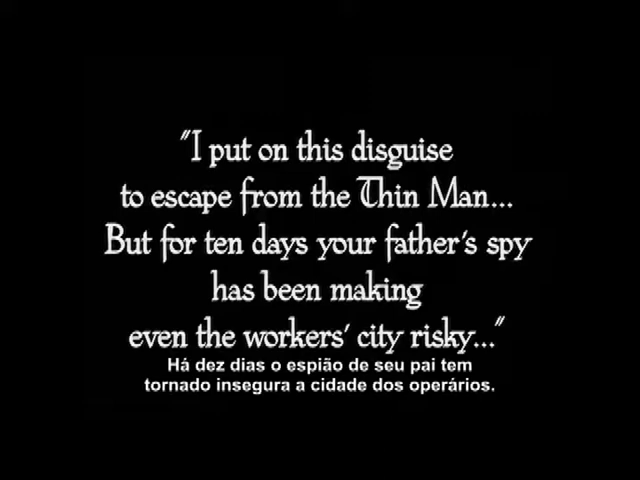 "I put on this disguise
to escape from the Thin Man...
But for ten days your father's spy
has been making
even the workers' city risky..."
Há dez dias o espião de seu pai tem
tornado insegura a cidade dos operários.